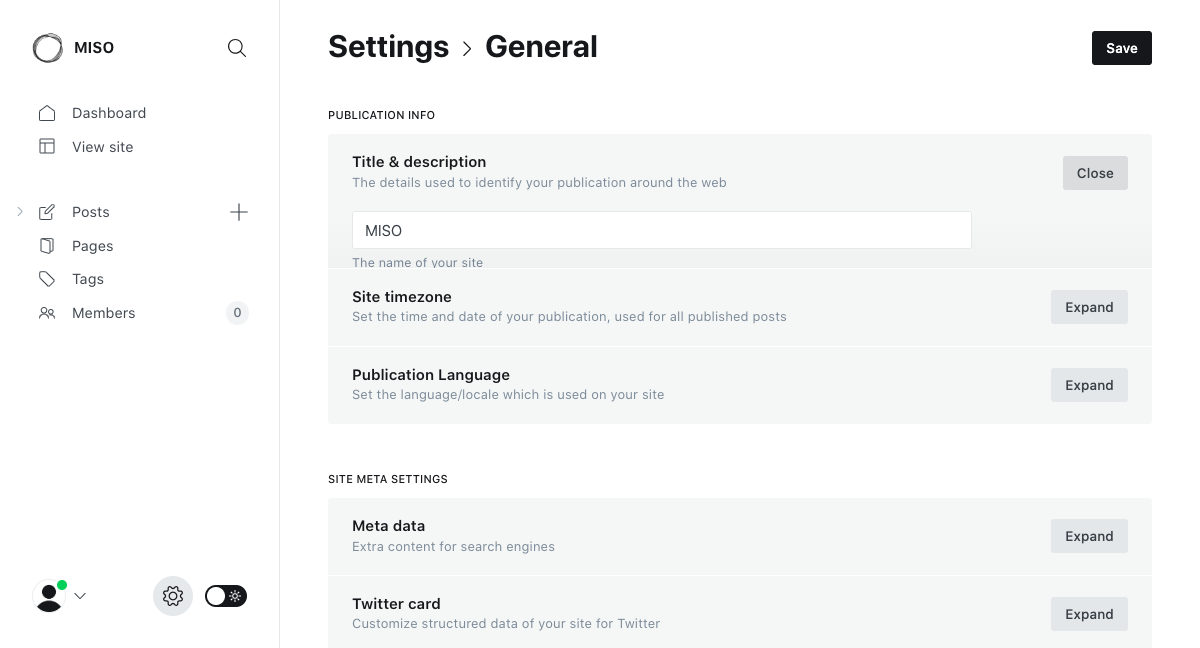 MISO
Dashboard
View site
Posts
Pages
Tags
Members
0
Settings > General
Save
PUBLICATION INFO
Title & description
The details used to identify your publication around the web
Close
MISO
The name of your site
Site timezone
Set the time and date of your publication, used for all published posts
Expand
Publication Language
Set the language/locale which is used on your site
Expand
SITE META SETTINGS
Meta data
Extra content for search engines
Expand
Twitter card
Customize structured data of your site for Twitter
Expand